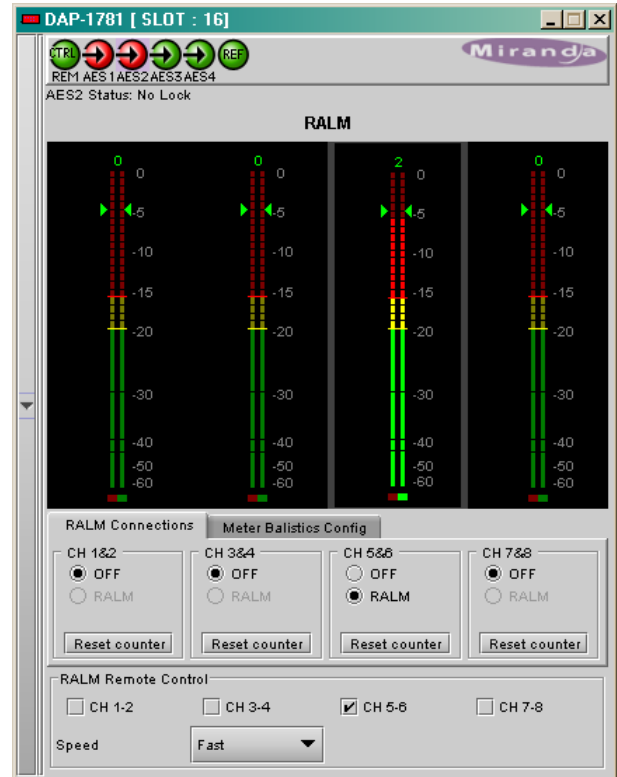 DAP-1781 [ SLOT : 16]
CTRL REF Miranda
REM AES1 AES2 AES3 AES4
AES2 Status: No Lock
RALM
0 0 2 0
0 0 0 0
-5 -5 -5 -5
-10 -10 -10 -10
-15 -15 -15 -15
-20 -20 -20 -20
-30 -30 -30 -30
-40 -40 -40 -40
-50 -50 -50 -50
-60 -60 -60 -60
RALM Connections Meter Balistics Config
CH 1&2 CH 3&4 CH 5&6 CH 7&8
OFF OFF OFF OFF
RALM RALM RALM RALM
Reset counter Reset counter Reset counter Reset counter
RALM Remote Control
CH 1-2 CH 3-4 CH 5-6 CH 7-8
Speed Fast